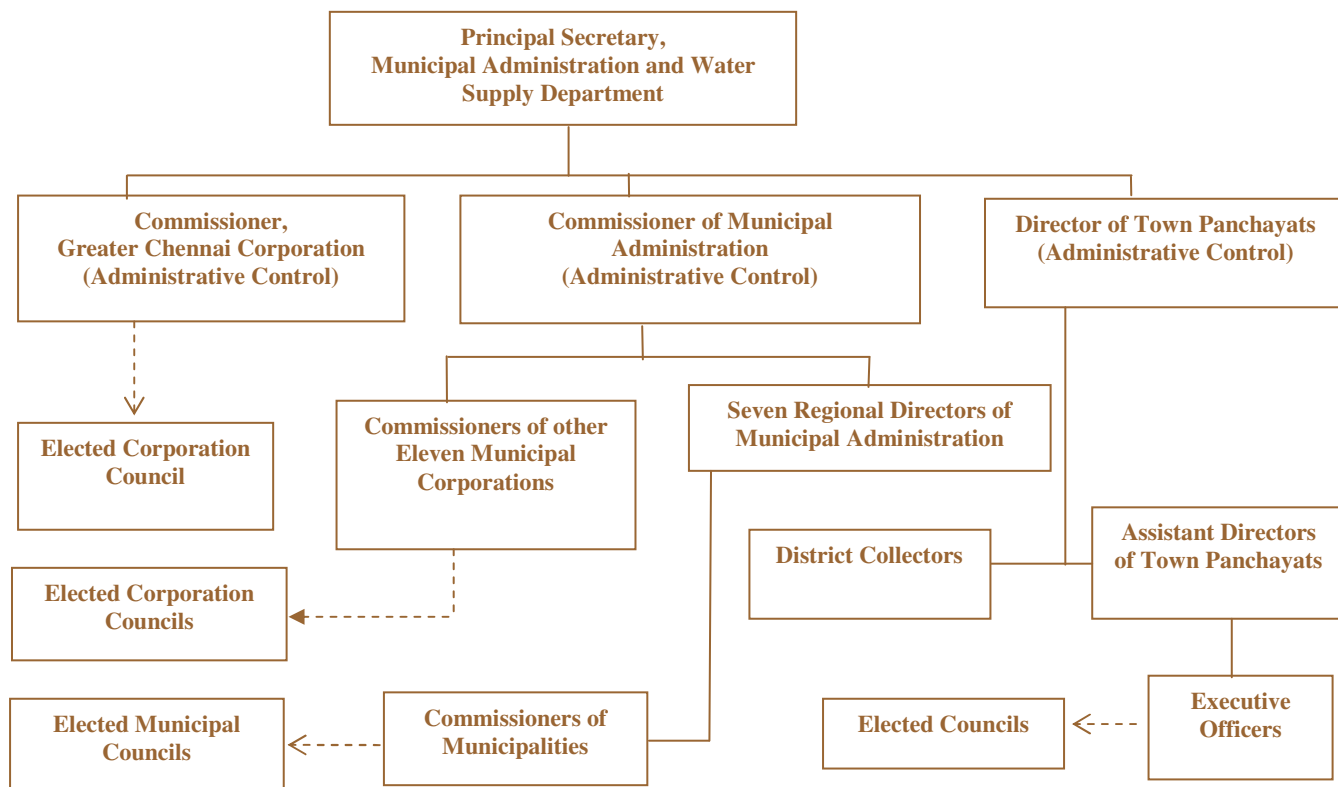 Principal Secretary,
Municipal Administration and Water
Supply Department
Commissioner,
Greater Chennai Corporation
(Administrative Control)
Commissioner of Municipal
Administration
(Administrative Control)
Director of Town Panchayats
(Administrative Control)
Elected Corporation
Council
Commissioners of other
Eleven Municipal
Corporations
Seven Regional Directors of
Municipal Administration
District Collectors
Assistant Directors
of Town Panchayats
Elected Corporation
Councils
Elected Municipal
Councils
Commissioners of
Municipalities
Elected Councils
Executive
Officers